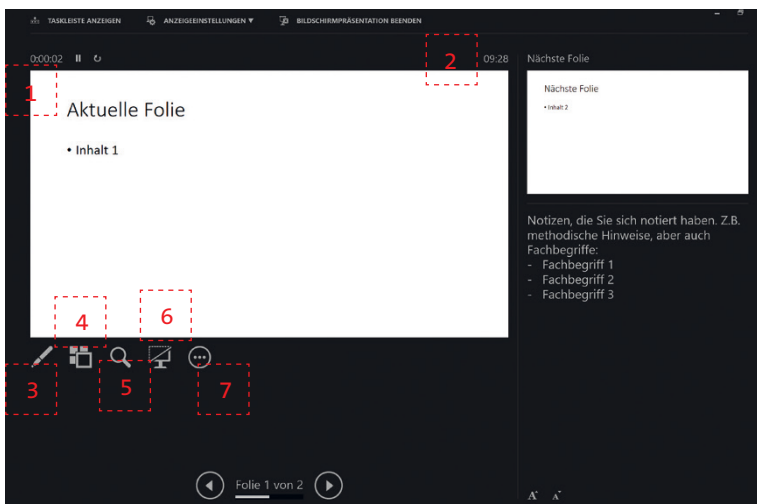 TASKLEISTE ANZEIGEN ANZEIGEEINSTELLUNGEN ▼ BILDSCHIRMPRÄSENTATION BEENDEN
0:00:02 09:28 Nächste Folie
1
2
Aktuelle Folie
• Inhalt 1
Nächste Folie
• Inhalt 2
Notizen, die Sie sich notiert haben. Z.B.
methodische Hinweise, aber auch
Fachbegriffe:
- Fachbegriff 1
- Fachbegriff 2
- Fachbegriff 3
4
6
3
5
7
Folie 1 von 2
A A